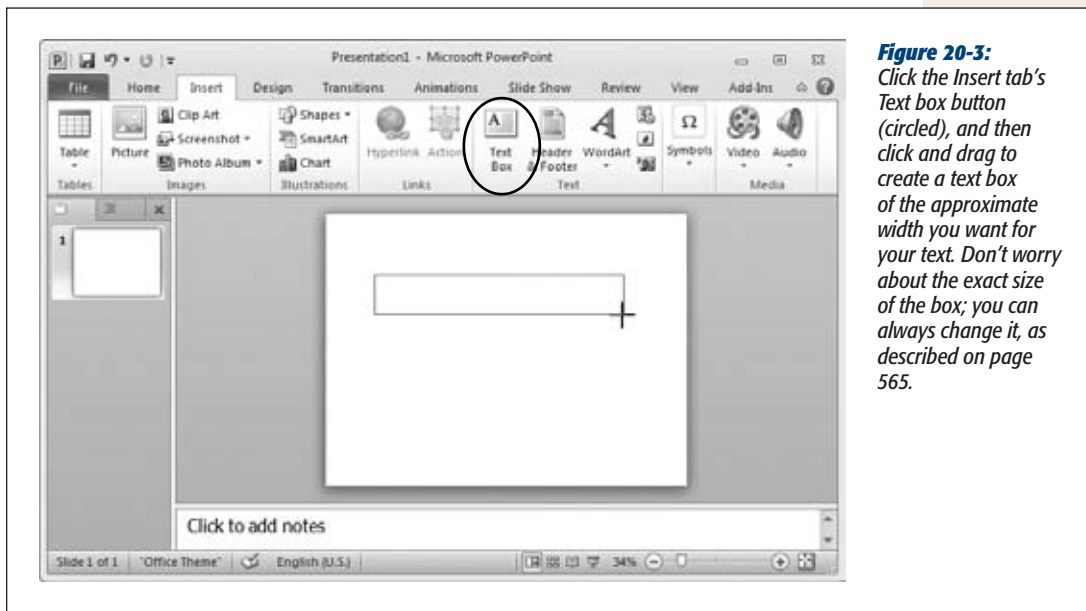 Presentation1 - Microsoft PowerPoint
File Home Insert Design Transitions Animations Slide Show Review View Add-Ins
Table
Tables
Picture
Clip Art
Screenshot
Photo Album
Images
Shapes
SmartArt
Chart
Illustrations
Hyperlink Action
Links
Text
Box
Header
& Footer
WordArt
Text
Symbols
Video Audio
Media
1
Click to add notes
Slide 1 of 1 "Office Theme" English (U.S.) 34%
Figure 20-3:
Click the Insert tab’s
Text box button
(circled), and then
click and drag to
create a text box
of the approximate
width you want for
your text. Don’t worry
about the exact size
of the box; you can
always change it, as
described on page
565.